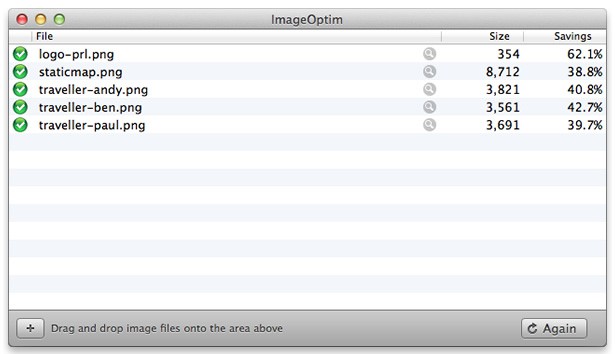 ImageOptim
File Size Savings
logo-prl.png 354 62.1%
staticmap.png 8,712 38.8%
traveller-andy.png 3,821 40.8%
traveller-ben.png 3,561 42.7%
traveller-paul.png 3,691 39.7%
+ Drag and drop image files onto the area above Again